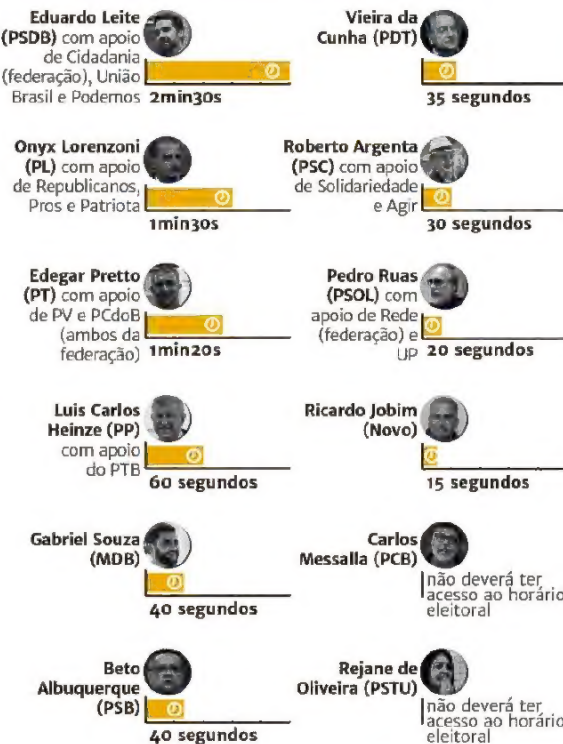 Eduardo Leite
(PSDB) com apoio
de Cidadania
(federação), União
Brasil e Podemos
2min30s
Vieira da
Cunha (PDT)
35 segundos
Onyx Lorenzoni
(PL) com apoio
de Republicanos,
Pros e Patriota
1min30s
Roberto Argenta
(PSC) com apoio
de Solidariedade
e Agir
30 segundos
Edegar Pretto
(PT) com apoio
de PV e PCdoB
(ambos da
federação)
1min20s
Pedro Ruas
(PSOL) com
apoio de Rede
(federação) e
UP
20 segundos
Luis Carlos
Heinze (PP)
com apoio
do PTB
60 segundos
Ricardo Jobim
(Novo)
15 segundos
Gabriel Souza
(MDB)
40 segundos
Carlos
Messalla (PCB)
não deverá ter
acesso ao horário
eleitoral
Beto
Albuquerque
(PSB)
40 segundos
Rejane de
Oliveira (PSTU)
não deverá ter
acesso ao horário
eleitoral